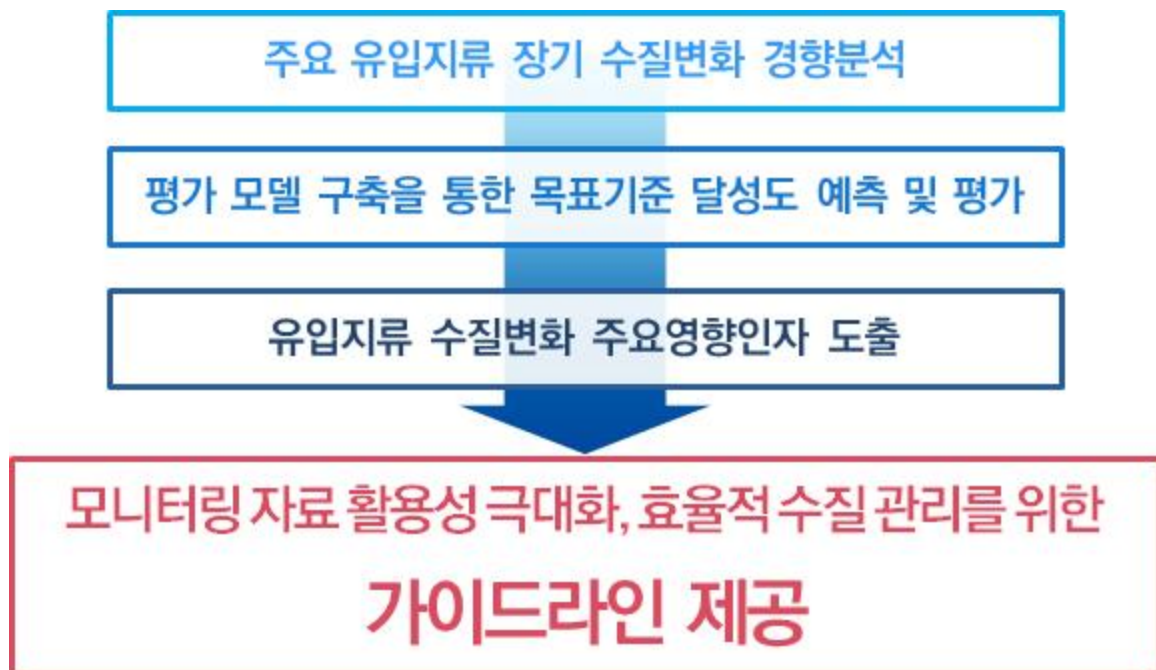 주요 유입지류 장기 수질변화 경향분석
평가 모델 구축을 통한 목표기준 달성도 예측 및 평가
유입지류 수질변화 주요영향인자 도출
모니터링 자료 활용성 극대화, 효율적 수질 관리를 위한
가이드라인 제공